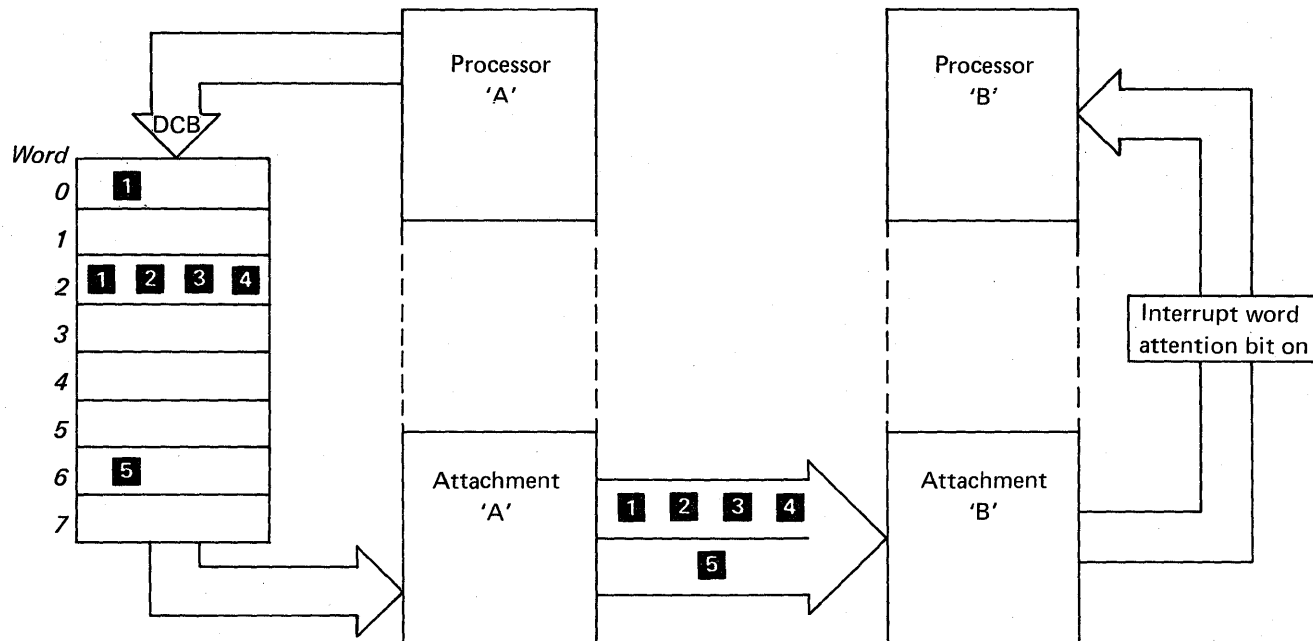 Processor
'A'
Processor
'B'
DCB
Word
0
1
1
2
1 2 3 4
3
4
5
6
5
7
Interrupt word
attention bit on
Attachment
'A'
1 2 3 4
5
Attachment
'B'